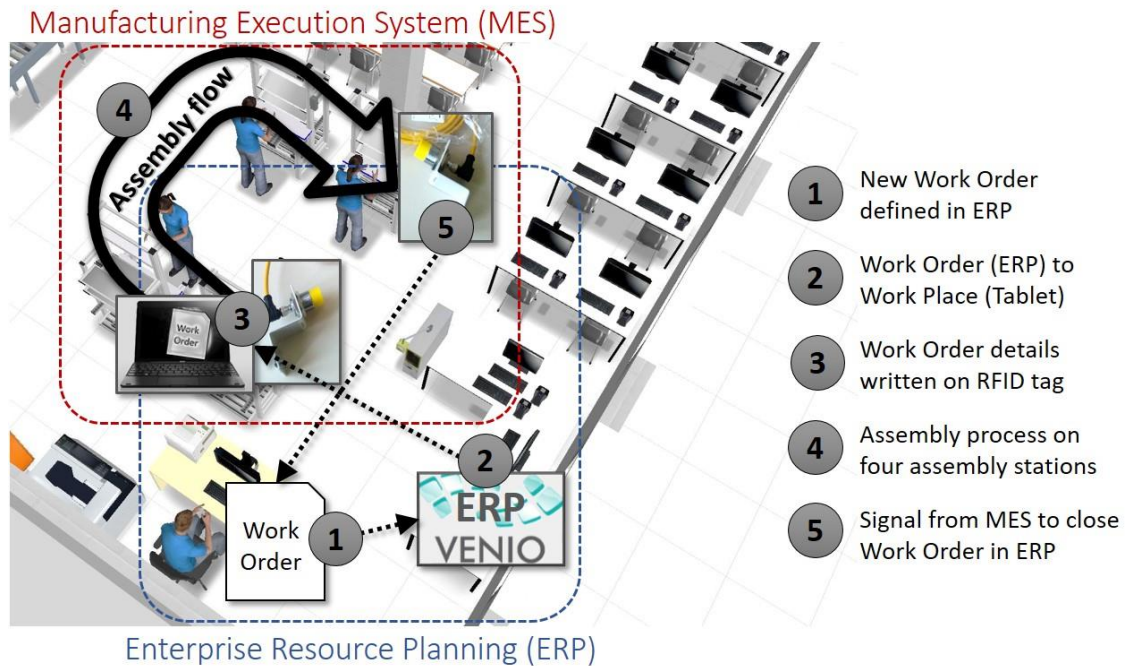 Manufacturing Execution System (MES)
4
Assembly flow
5
3
Work
Order
2
ERP
VENIO
Work
Order
1
Enterprise Resource Planning (ERP)
1
New Work Order
defined in ERP
2
Work Order (ERP) to
Work Place (Tablet)
3
Work Order details
written on RFID tag
4
Assembly process on
four assembly stations
5
Signal from MES to close
Work Order in ERP